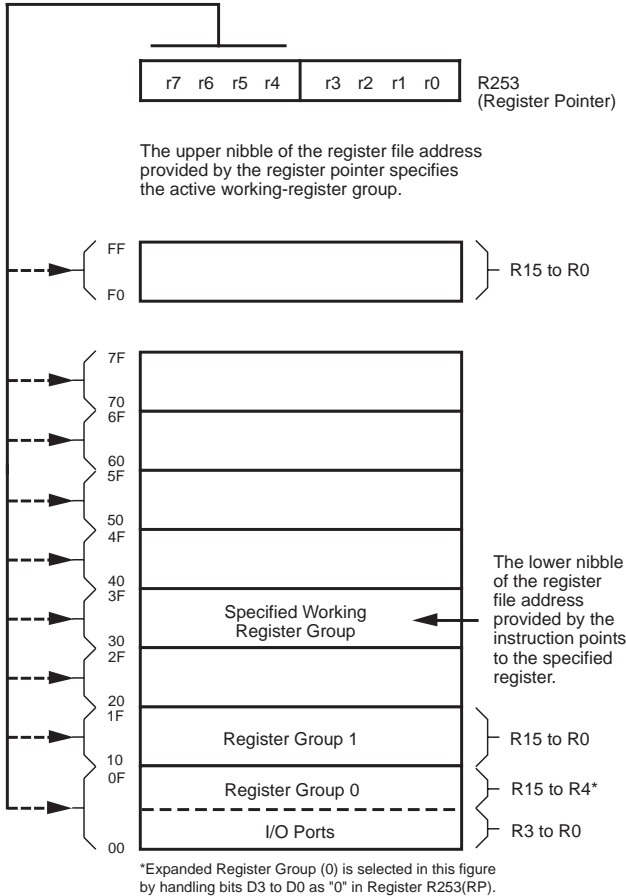 r7 r6 r5 r4 r3 r2 r1 r0 R253
(Register Pointer)
The upper nibble of the register file address
provided by the register pointer specifies
the active working-register group.
FF
F0
R15 to R0
7F
70
6F
60
5F
50
4F
40
3F
Specified Working
Register Group
30
2F
The lower nibble
of the register
file address
provided by the
instruction points
to the specified
register.
20
1F
Register Group 1
R15 to R0
10
0F
Register Group 0
R15 to R4*
I/O Ports
R3 to R0
00
*Expanded Register Group (0) is selected in this figure
by handling bits D3 to D0 as "0" in Register R253(RP).